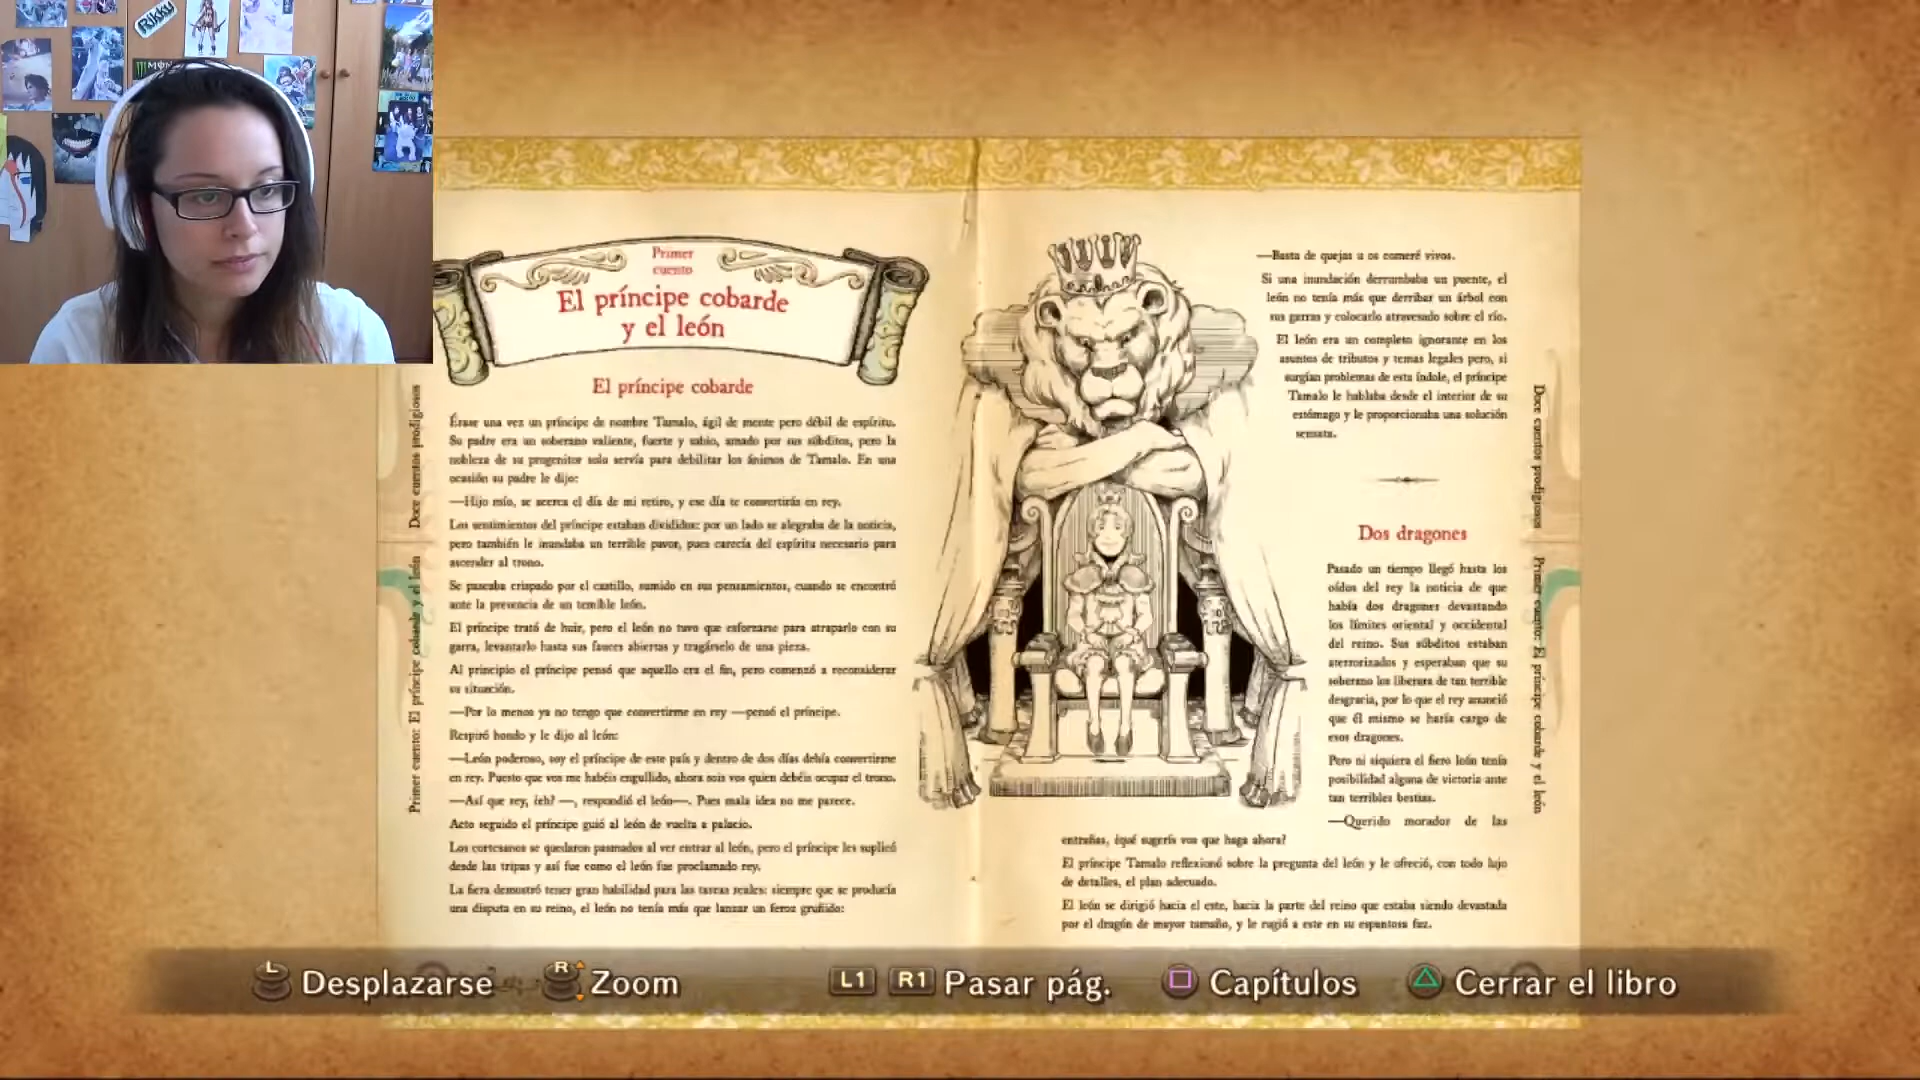 Rikku
Primer
cuento
El príncipe cobarde
y el león
El príncipe cobarde
Érase una vez un príncipe de nombre Tamalo, ágil de mente pero débil de espíritu.
Su padre era un soberano valiente, fuerte y sabio, amado por sus súbditos, pero la
nobleza de su progenitor solo servía para debilitar los ánimos de Tamalo. En una
ocasión su padre le dijo:
—Hijo mío, se acerca el día de mi retiro, y ese día te convertirás en rey.
Los sentimientos del príncipe estaban divididos: por un lado se alegraba de la noticia,
pero también le inundaba un terrible pavor, pues carecía del espíritu necesario para
ascender al trono.
Se paseaba crispado por el castillo, sumido en sus pensamientos, cuando se encontró
ante la presencia de un temible león.
El príncipe trató de huir, pero el león no tuvo que esforzarse para atraparlo con su
garra, levantarlo hasta sus fauces abiertas y tragárselo de una pieza.
Al principio el príncipe pensó que aquello era el fin, pero comenzó a reconsiderar
su situación.
—Por lo menos ya no tengo que convertirme en rey —pensó el príncipe.
Respiró hondo y le dijo al león:
—León poderoso, soy el príncipe de este país y dentro de dos días debía convertirme
en rey. Puesto que vos me habéis engullido, ahora sois vos quien debéis ocupar el trono.
—Así que rey, ¿eh? —, respondió el león—. Pues mala idea no me parece.
Acto seguido el príncipe guió al león de vuelta a palacio.
Los cortesanos se quedaron pasmados al ver entrar al león, pero el príncipe les suplicó
desde las tripas y así fue como el león fue proclamado rey.
La fiera demostró tener gran habilidad para las tareas reales: siempre que se producía
una disputa en su reino, el león no tenía más que lanzar un feroz gruñido:
Doce cuentos prodigiosos
Primer cuento: El príncipe cobarde y el león
—Basta de quejas u os comeré vivos.
Si una inundación derrumbaba un puente, el
león no tenía más que derribar un árbol con
sus garras y colocarlo atravesado sobre el río.
El león era un completo ignorante en los
asuntos de tributos y temas legales pero, si
surgían problemas de esta índole, el príncipe
Tamalo le hablaba desde el interior de su
estómago y le proporcionaba una solución
sensata.
Dos dragones
Pasado un tiempo llegó hasta los
oídos del rey la noticia de que
había dos dragones devastando
los límites oriental y occidental
del reino. Sus súbditos estaban
aterrorizados y esperaban que su
soberano los liberara de tan terrible
desgracia, por lo que el rey anunció
que él mismo se haría cargo de
esos dragones.
Pero ni siquiera el fiero león tenía
posibilidad alguna de victoria ante
tan terribles bestias.
—Querido morador de las
entrañas, ¿qué sugerís vos que haga ahora?
El príncipe Tamalo reflexionó sobre la pregunta del león y le ofreció, con todo lujo
de detalles, el plan adecuado.
El león se dirigió hacia el este, hacia la parte del reino que estaba siendo devastada
por el dragón de mayor tamaño, y le rugió a este en su espantosa faz.
Doce cuentos prodigiosos
Primer cuento: El príncipe cobarde y el león
L Desplazarse R Zoom L1 R1 Pasar pág. Capítulos Cerrar el libro